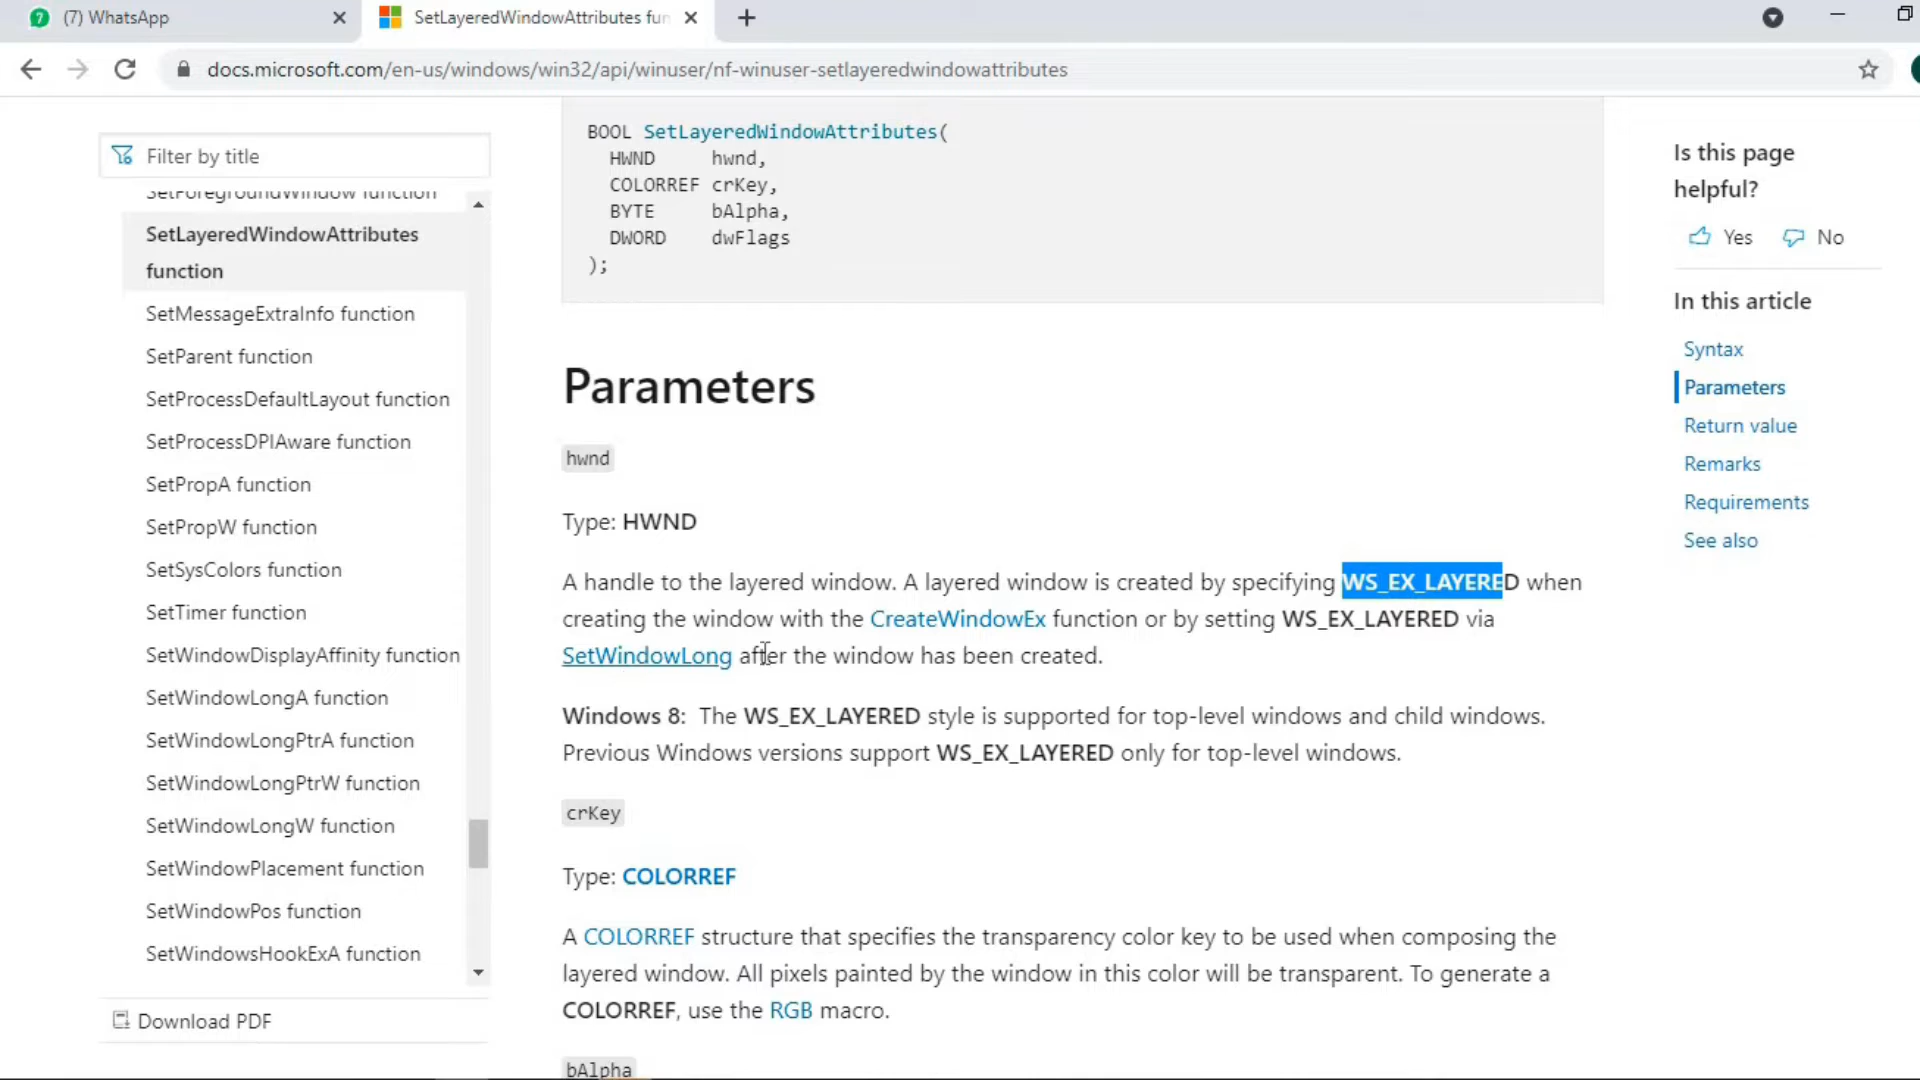 7 (7) WhatsApp
SetLayeredWindowAttributes fun
docs.microsoft.com/en-us/windows/win32/api/winuser/nf-winuser-setlayeredwindowattributes
Filter by title
SetForegroundWindow function
SetLayeredWindowAttributes
function
SetMessageExtraInfo function
SetParent function
SetProcessDefaultLayout function
SetProcessDPIAware function
SetPropA function
SetPropW function
SetSysColors function
SetTimer function
SetWindowDisplayAffinity function
SetWindowLongA function
SetWindowLongPtrA function
SetWindowLongPtrW function
SetWindowLongW function
SetWindowPlacement function
SetWindowPos function
SetWindowsHookExA function
Download PDF
BOOL SetLayeredWindowAttributes(
HWND hwnd,
COLORREF crKey,
BYTE bAlpha,
DWORD dwFlags
);
Parameters
hwnd
Type: HWND
A handle to the layered window. A layered window is created by specifying WS_EX_LAYERED when
creating the window with the CreateWindowEx function or by setting WS_EX_LAYERED via
SetWindowLong after the window has been created.
Windows 8: The WS_EX_LAYERED style is supported for top-level windows and child windows.
Previous Windows versions support WS_EX_LAYERED only for top-level windows.
crKey
Type: COLORREF
A COLORREF structure that specifies the transparency color key to be used when composing the
layered window. All pixels painted by the window in this color will be transparent. To generate a
COLORREF, use the RGB macro.
bAlpha
Is this page
helpful?
Yes No
In this article
Syntax
Parameters
Return value
Remarks
Requirements
See also